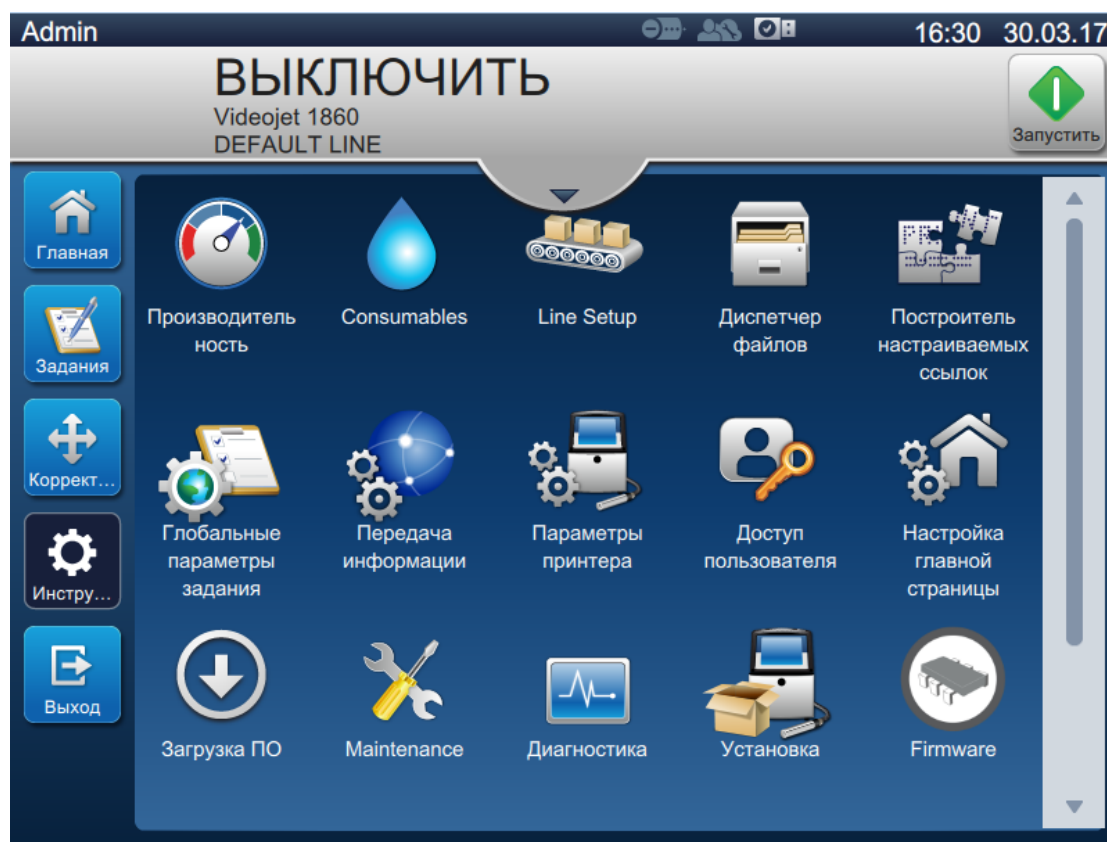 Admin
16:30 30.03.17
ВЫКЛЮЧИТЬ
Videojet 1860
DEFAULT LINE
Запустить
Главная
Задания
Коррект...
Инстру...
Выход
Производитель
ность
Consumables
Line Setup
Диспетчер
файлов
Построитель
настраиваемых
ссылок
Глобальные
параметры
задания
Передача
информации
Параметры
принтера
Доступ
пользователя
Настройка
главной
страницы
Загрузка ПО
Maintenance
Диагностика
Установка
Firmware